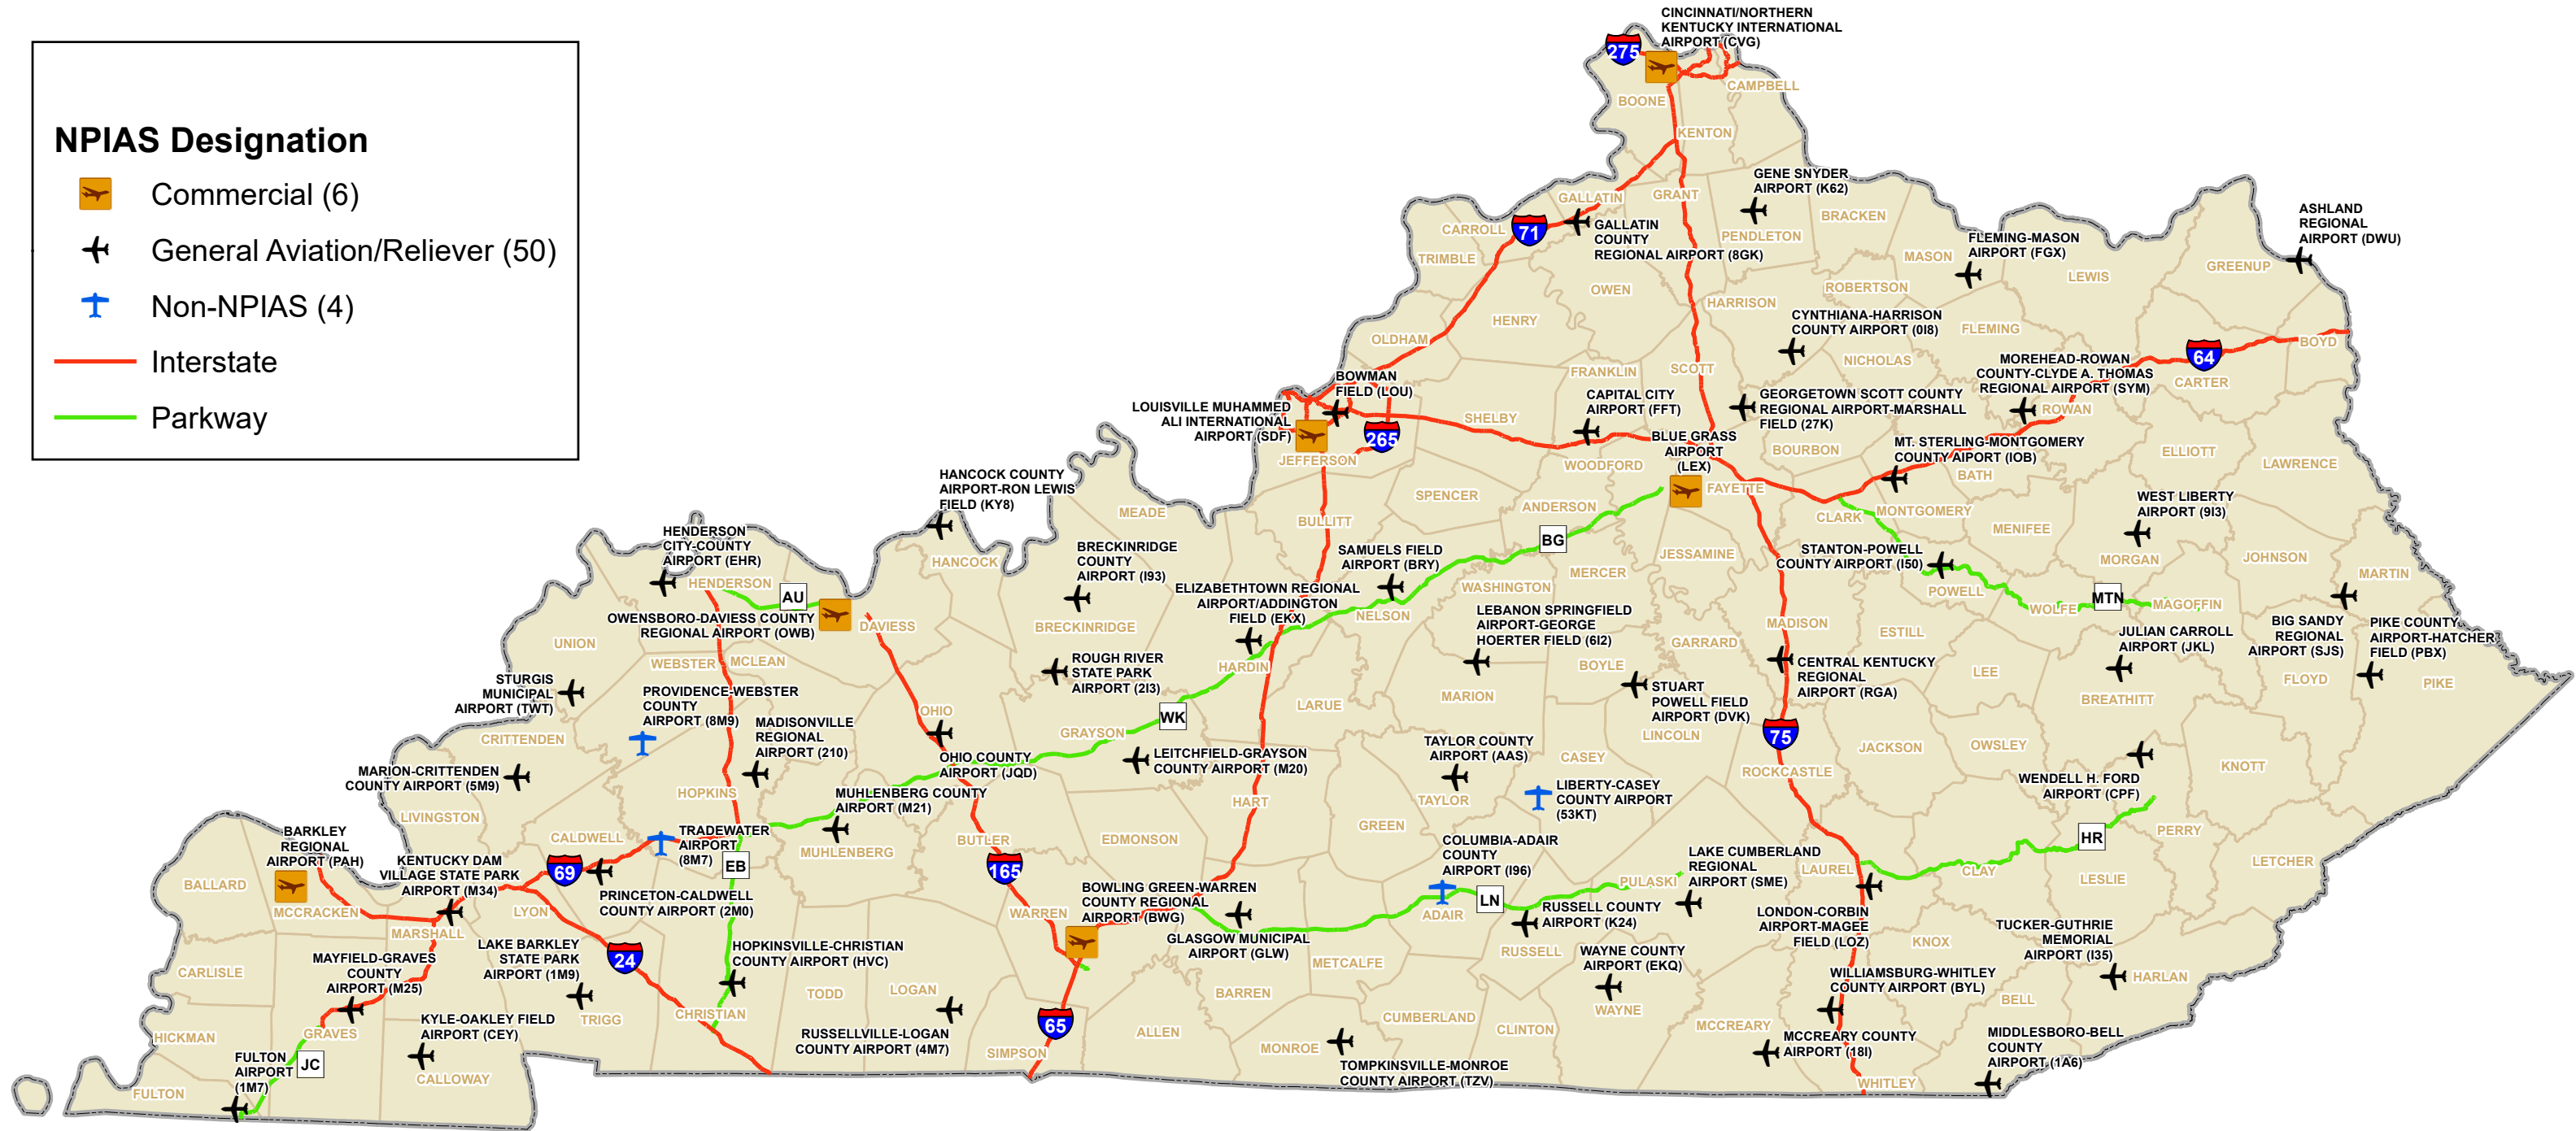 NPIAS Designation
Commercial (6)
General Aviation/Reliever (50)
Non-NPIAS (4)
Interstate
Parkway
CINCINNATI/NORTHERN
KENTUCKY INTERNATIONAL
AIRPORT (CVG)
275
BOONE
CAMPBELL
KENTON
GENE SNYDER
AIRPORT (K62)
GALLATIN
GRANT
BRACKEN
PENDLETON
CARROLL
71
GALLATIN
COUNTY
REGIONAL AIRPORT (8GK)
TRIMBLE
OWEN
HARRISON
ROBERTSON
MASON
FLEMING-MASON
AIRPORT (FGX)
LEWIS
GREENUP
ASHLAND
REGIONAL
AIRPORT (DWU)
HENRY
OLDHAM
CYNTHIANA-HARRISON
COUNTY AIRPORT (0I8)
FLEMING
NICHOLAS
64
BOYD
CARTER
MOREHEAD-ROWAN
COUNTY-CLYDE A. THOMAS
REGIONAL AIRPORT (SYM)
ROWAN
FRANKLIN
SCOTT
BOWMAN
FIELD (LOU)
LOUISVILLE MUHAMMED
ALI INTERNATIONAL
AIRPORT (SDF)
265
JEFFERSON
SHELBY
CAPITAL CITY
AIRPORT (FFT)
GEORGETOWN SCOTT COUNTY
REGIONAL AIRPORT-MARSHALL
FIELD (27K)
BLUE GRASS
AIRPORT
(LEX)
MT. STERLING-MONTGOMERY
COUNTY AIPORT (IOB)
BOURBON
BATH
ELLIOTT
LAWRENCE
WOODFORD
FAYETTE
SPENCER
ANDERSON
CLARK
MONTGOMERY
MENIFEE
WEST LIBERTY
AIRPORT (9I3)
MORGAN
JOHNSON
MARTIN
HANCOCK COUNTY
AIRPORT-RON LEWIS
FIELD (KY8)
MEADE
BULLITT
BG
JESSAMINE
STANTON-POWELL
COUNTY AIRPORT (I50)
POWELL
WOLFE
MTN
MAGOFFIN
HENDERSON
CITY-COUNTY
AIRPORT (EHR)
HENDERSON
AU
HANCOCK
BRECKINRIDGE
COUNTY
AIRPORT (I93)
SAMUELS FIELD
AIRPORT (BRY)
ELIZABETHTOWN REGIONAL
AIRPORT/ADDINGTON
FIELD (EKX)
WASHINGTON
MERCER
NELSON
LEBANON SPRINGFIELD
AIRPORT-GEORGE
HOERTER FIELD (6I2)
GARRARD
MADISON
ESTILL
LEE
JULIAN CARROLL
AIRPORT (JKL)
BIG SANDY
REGIONAL
AIRPORT (SJS)
PIKE COUNTY
AIRPORT-HATCHER
FIELD (PBX)
OWENSBORO-DAVIESS COUNTY
REGIONAL AIRPORT (OWB)
DAVIESS
BRECKINRIDGE
UNION
WEBSTER
MCLEAN
HARDIN
ROUGH RIVER
STATE PARK
AIRPORT (2I3)
BOYLE
CENTRAL KENTUCKY
REGIONAL
AIRPORT (RGA)
BREATHITT
FLOYD
PIKE
STURGIS
MUNICIPAL
AIRPORT (TWT)
PROVIDENCE-WEBSTER
COUNTY
AIRPORT (8M9)
MADISONVILLE
REGIONAL
AIRPORT (210)
OHIO
WK
LARUE
MARION
STUART
POWELL FIELD
AIRPORT (DVK)
LINCOLN
75
CRITTENDEN
GRAYSON
OHIO COUNTY
AIRPORT (JQD)
LEITCHFIELD-GRAYSON
COUNTY AIRPORT (M20)
TAYLOR COUNTY
AIRPORT (AAS)
CASEY
JACKSON
OWSLEY
ROCKCASTLE
KNOTT
MARION-CRITTENDEN
COUNTY AIRPORT (5M9)
HOPKINS
MUHLENBERG COUNTY
AIRPORT (M21)
HART
TAYLOR
LIBERTY-CASEY
COUNTY AIRPORT
(53KT)
WENDELL H. FORD
AIRPORT (CPF)
LIVINGSTON
CALDWELL
TRADEWATER
AIRPORT
(8M7)
MUHLENBERG
BUTLER
EDMONSON
GREEN
HR
PERRY
LETCHER
BARKLEY
REGIONAL
AIRPORT (PAH)
KENTUCKY DAM
VILLAGE STATE PARK
AIRPORT (M34)
69
EB
165
COLUMBIA-ADAIR
COUNTY
AIRPORT (I96)
LAKE CUMBERLAND
REGIONAL
AIRPORT (SME)
LAUREL
CLAY
LESLIE
BALLARD
MCCRACKEN
LYON
PRINCETON-CALDWELL
COUNTY AIRPORT (2M0)
WARREN
BOWLING GREEN-WARREN
COUNTY REGIONAL
AIRPORT (BWG)
PULASKI
LN
ADAIR
RUSSELL COUNTY
AIRPORT (K24)
LONDON-CORBIN
AIRPORT-MAGEE
FIELD (LOZ)
KNOX
TUCKER-GUTHRIE
MEMORIAL
AIRPORT (I35)
HARLAN
MARSHALL
LAKE BARKLEY
STATE PARK
AIRPORT (1M9)
24
HOPKINSVILLE-CHRISTIAN
COUNTY AIRPORT (HVC)
GLASGOW MUNICIPAL
AIRPORT (GLW)
METCALFE
RUSSELL
WAYNE COUNTY
AIRPORT (EKQ)
WILLIAMSBURG-WHITLEY
COUNTY AIRPORT (BYL)
BELL
CARLISLE
MAYFIELD-GRAVES
COUNTY
AIRPORT (M25)
TODD
LOGAN
BARREN
CUMBERLAND
CLINTON
WAYNE
MCCREARY
HICKMAN
GRAVES
KYLE-OAKLEY FIELD
AIRPORT (CEY)
TRIGG
CHRISTIAN
RUSSELLVILLE-LOGAN
COUNTY AIRPORT (4M7)
65
SIMPSON
ALLEN
MONROE
MCCREARY COUNTY
AIRPORT (18I)
MIDDLESBORO-BELL
COUNTY
AIRPORT (1A6)
FULTON
AIRPORT
(1M7)
JC
CALLOWAY
TOMPKINSVILLE-MONROE
COUNTY AIRPORT (TZV)
WHITLEY
FULTON